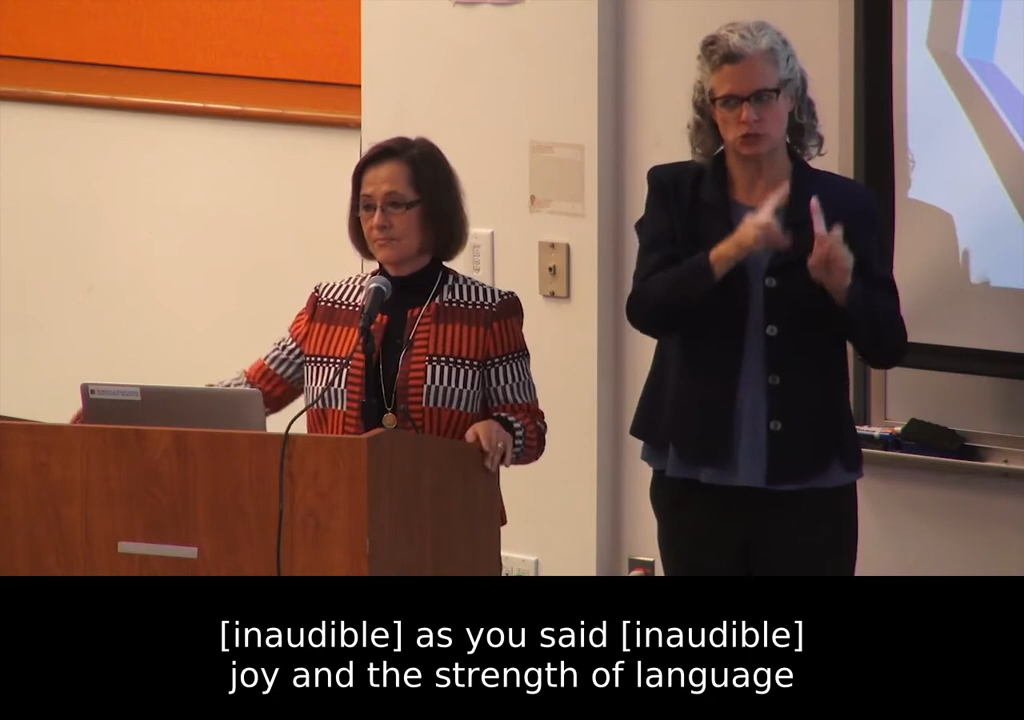 [inaudible] as you said [inaudible]
joy and the strength of language